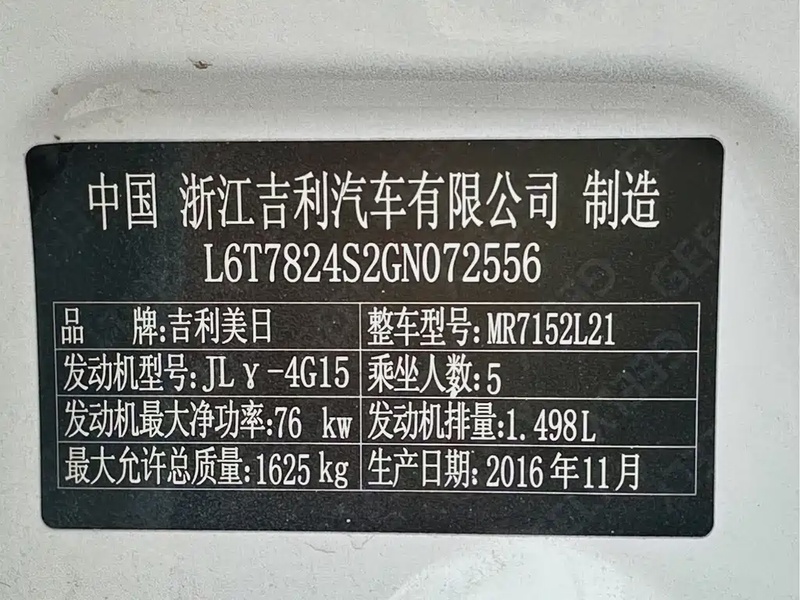 中国 浙江吉利汽车有限公司 制造
L6T7824S2GN072556
品 牌:吉利美日 整车型号:MR7152L21
发动机型号:JLγ-4G15 乘坐人数:5
发动机最大净功率:76 kw 发动机排量:1.498L
最大允许总质量:1625kg 生产日期:2016年11月